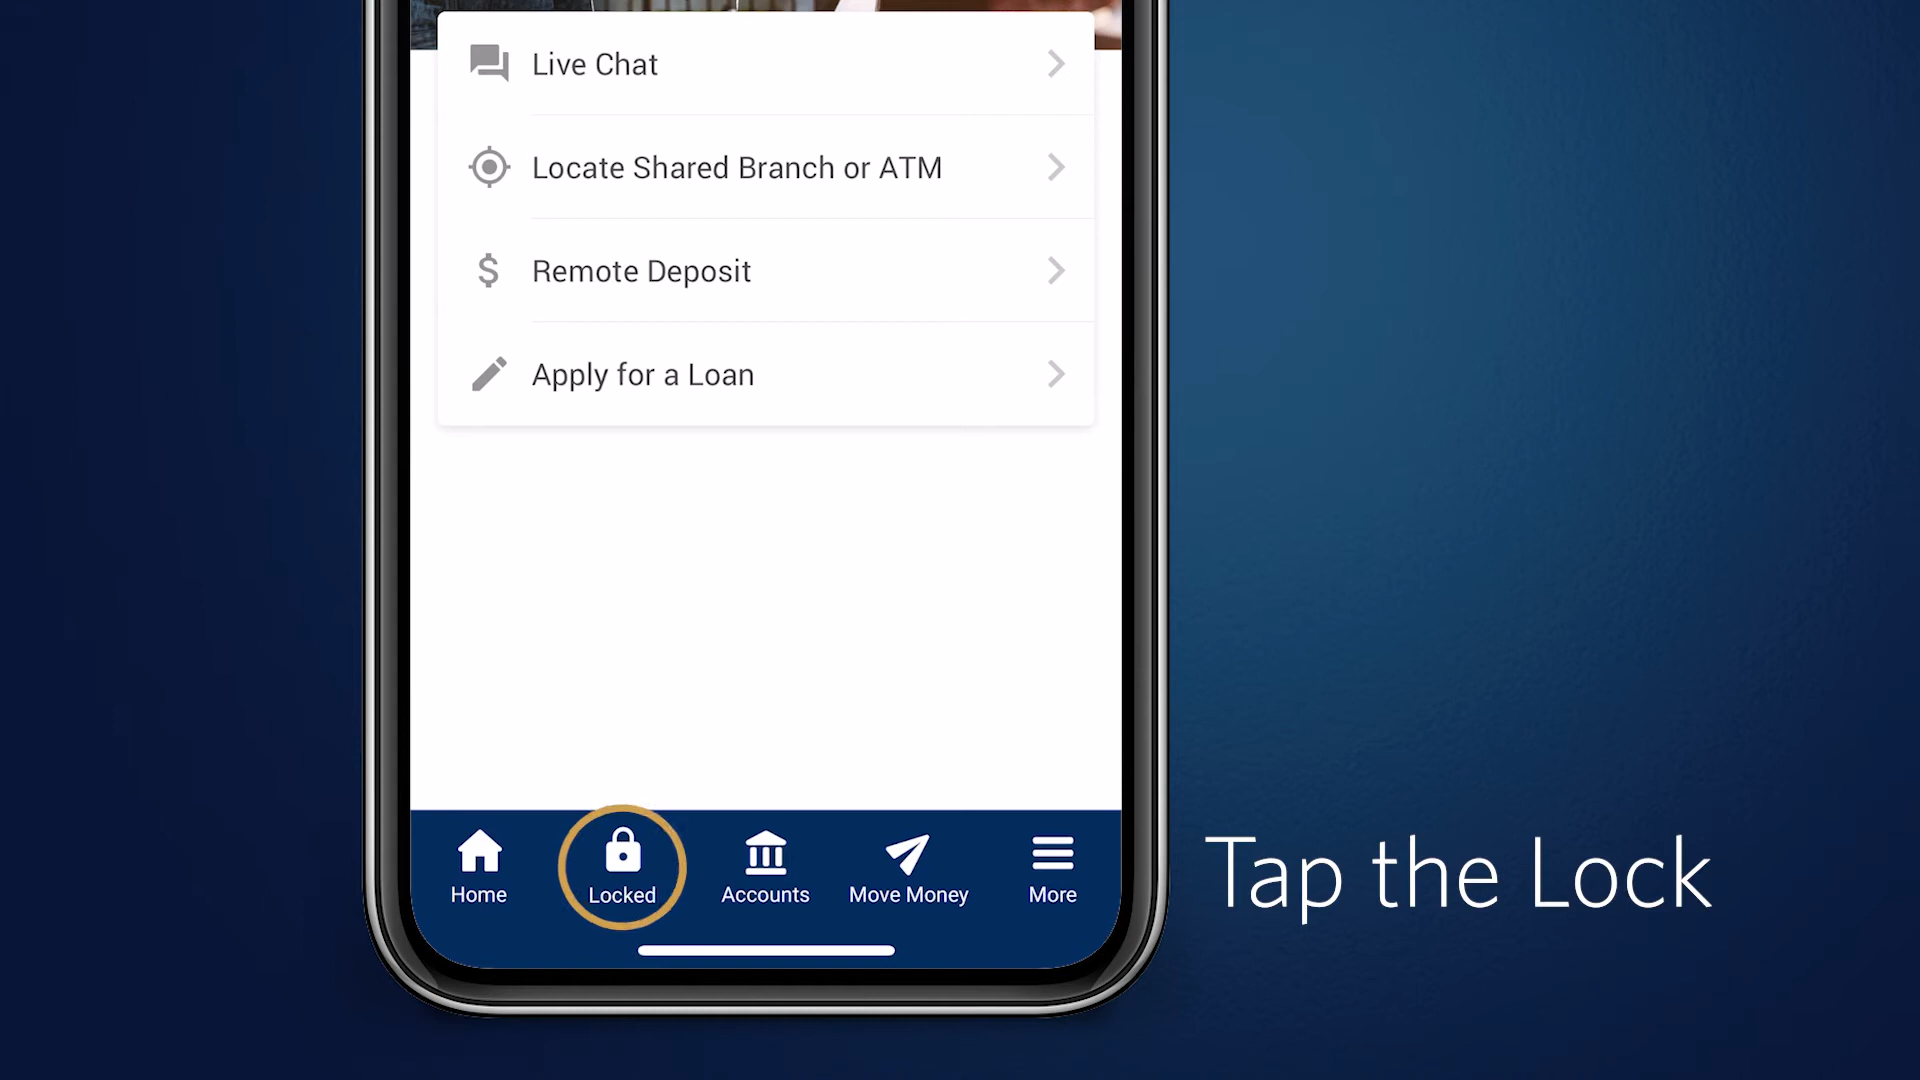 Live Chat
Locate Shared Branch or ATM
Remote Deposit
Apply for a Loan
Home
Locked
Accounts
Move Money
More
Tap the Lock